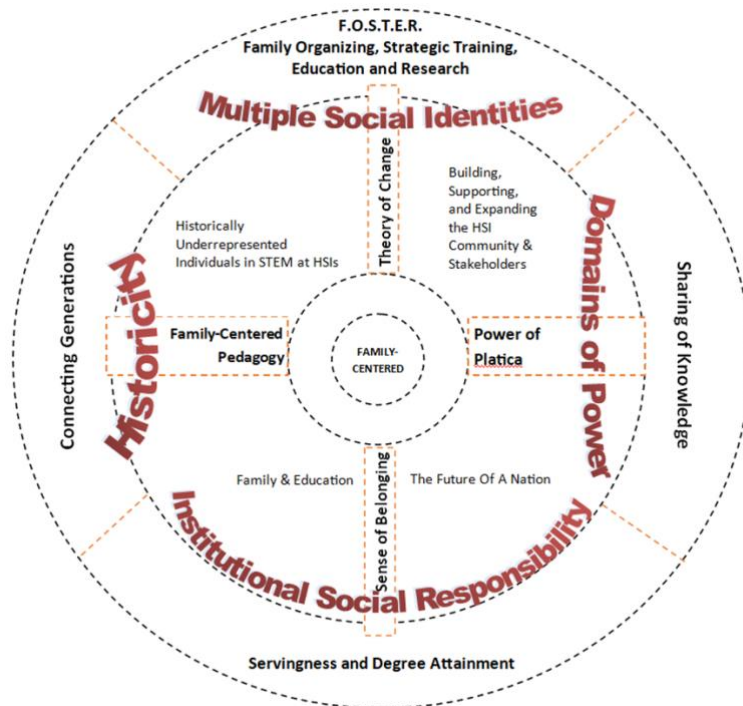 F.O.S.T.E.R.
Family Organizing, Strategic Training,
Education and Research
Multiple Social Identities
Theory of Change
Building,
Supporting,
and Expanding
the HSI
Community &
Stakeholders
Historically
Underrepresented
Individuals in STEM at HSIs
Domains of Power
Sharing of Knowledge
Connecting Generations
Historicity
Family-Centered
Pedagogy
FAMILY-
CENTERED
Power of
Platica
Family & Education
Sense of Belonging
The Future Of A Nation
Institutional Social Responsibility
Servingness and Degree Attainment